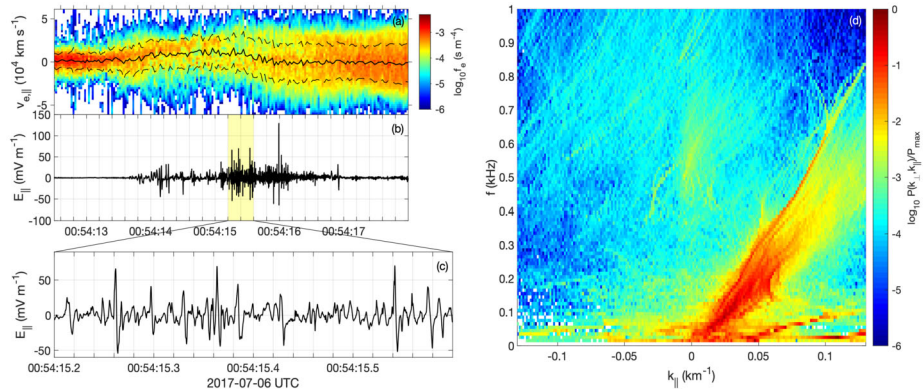 (a)
v_e,|| (10^4 km s^-1)
5
0
-5
-3
-4
-5
-6
log10 f_e (s m^-4)
(b)
E_|| (mV m^-1)
150
100
50
0
-50
-100
00:54:13 00:54:14 00:54:15 00:54:16 00:54:17
(c)
E_|| (mV m^-1)
50
0
-50
00:54:15.2 00:54:15.3 00:54:15.4 00:54:15.5
2017-07-06 UTC
(d)
f (kHz)
1
0.9
0.8
0.7
0.6
0.5
0.4
0.3
0.2
0.1
0
-0.1 -0.05 0 0.05 0.1
k_|| (km^-1)
0
-1
-2
-3
-4
-5
-6
log10 P(k_⊥,k_||)/P_max